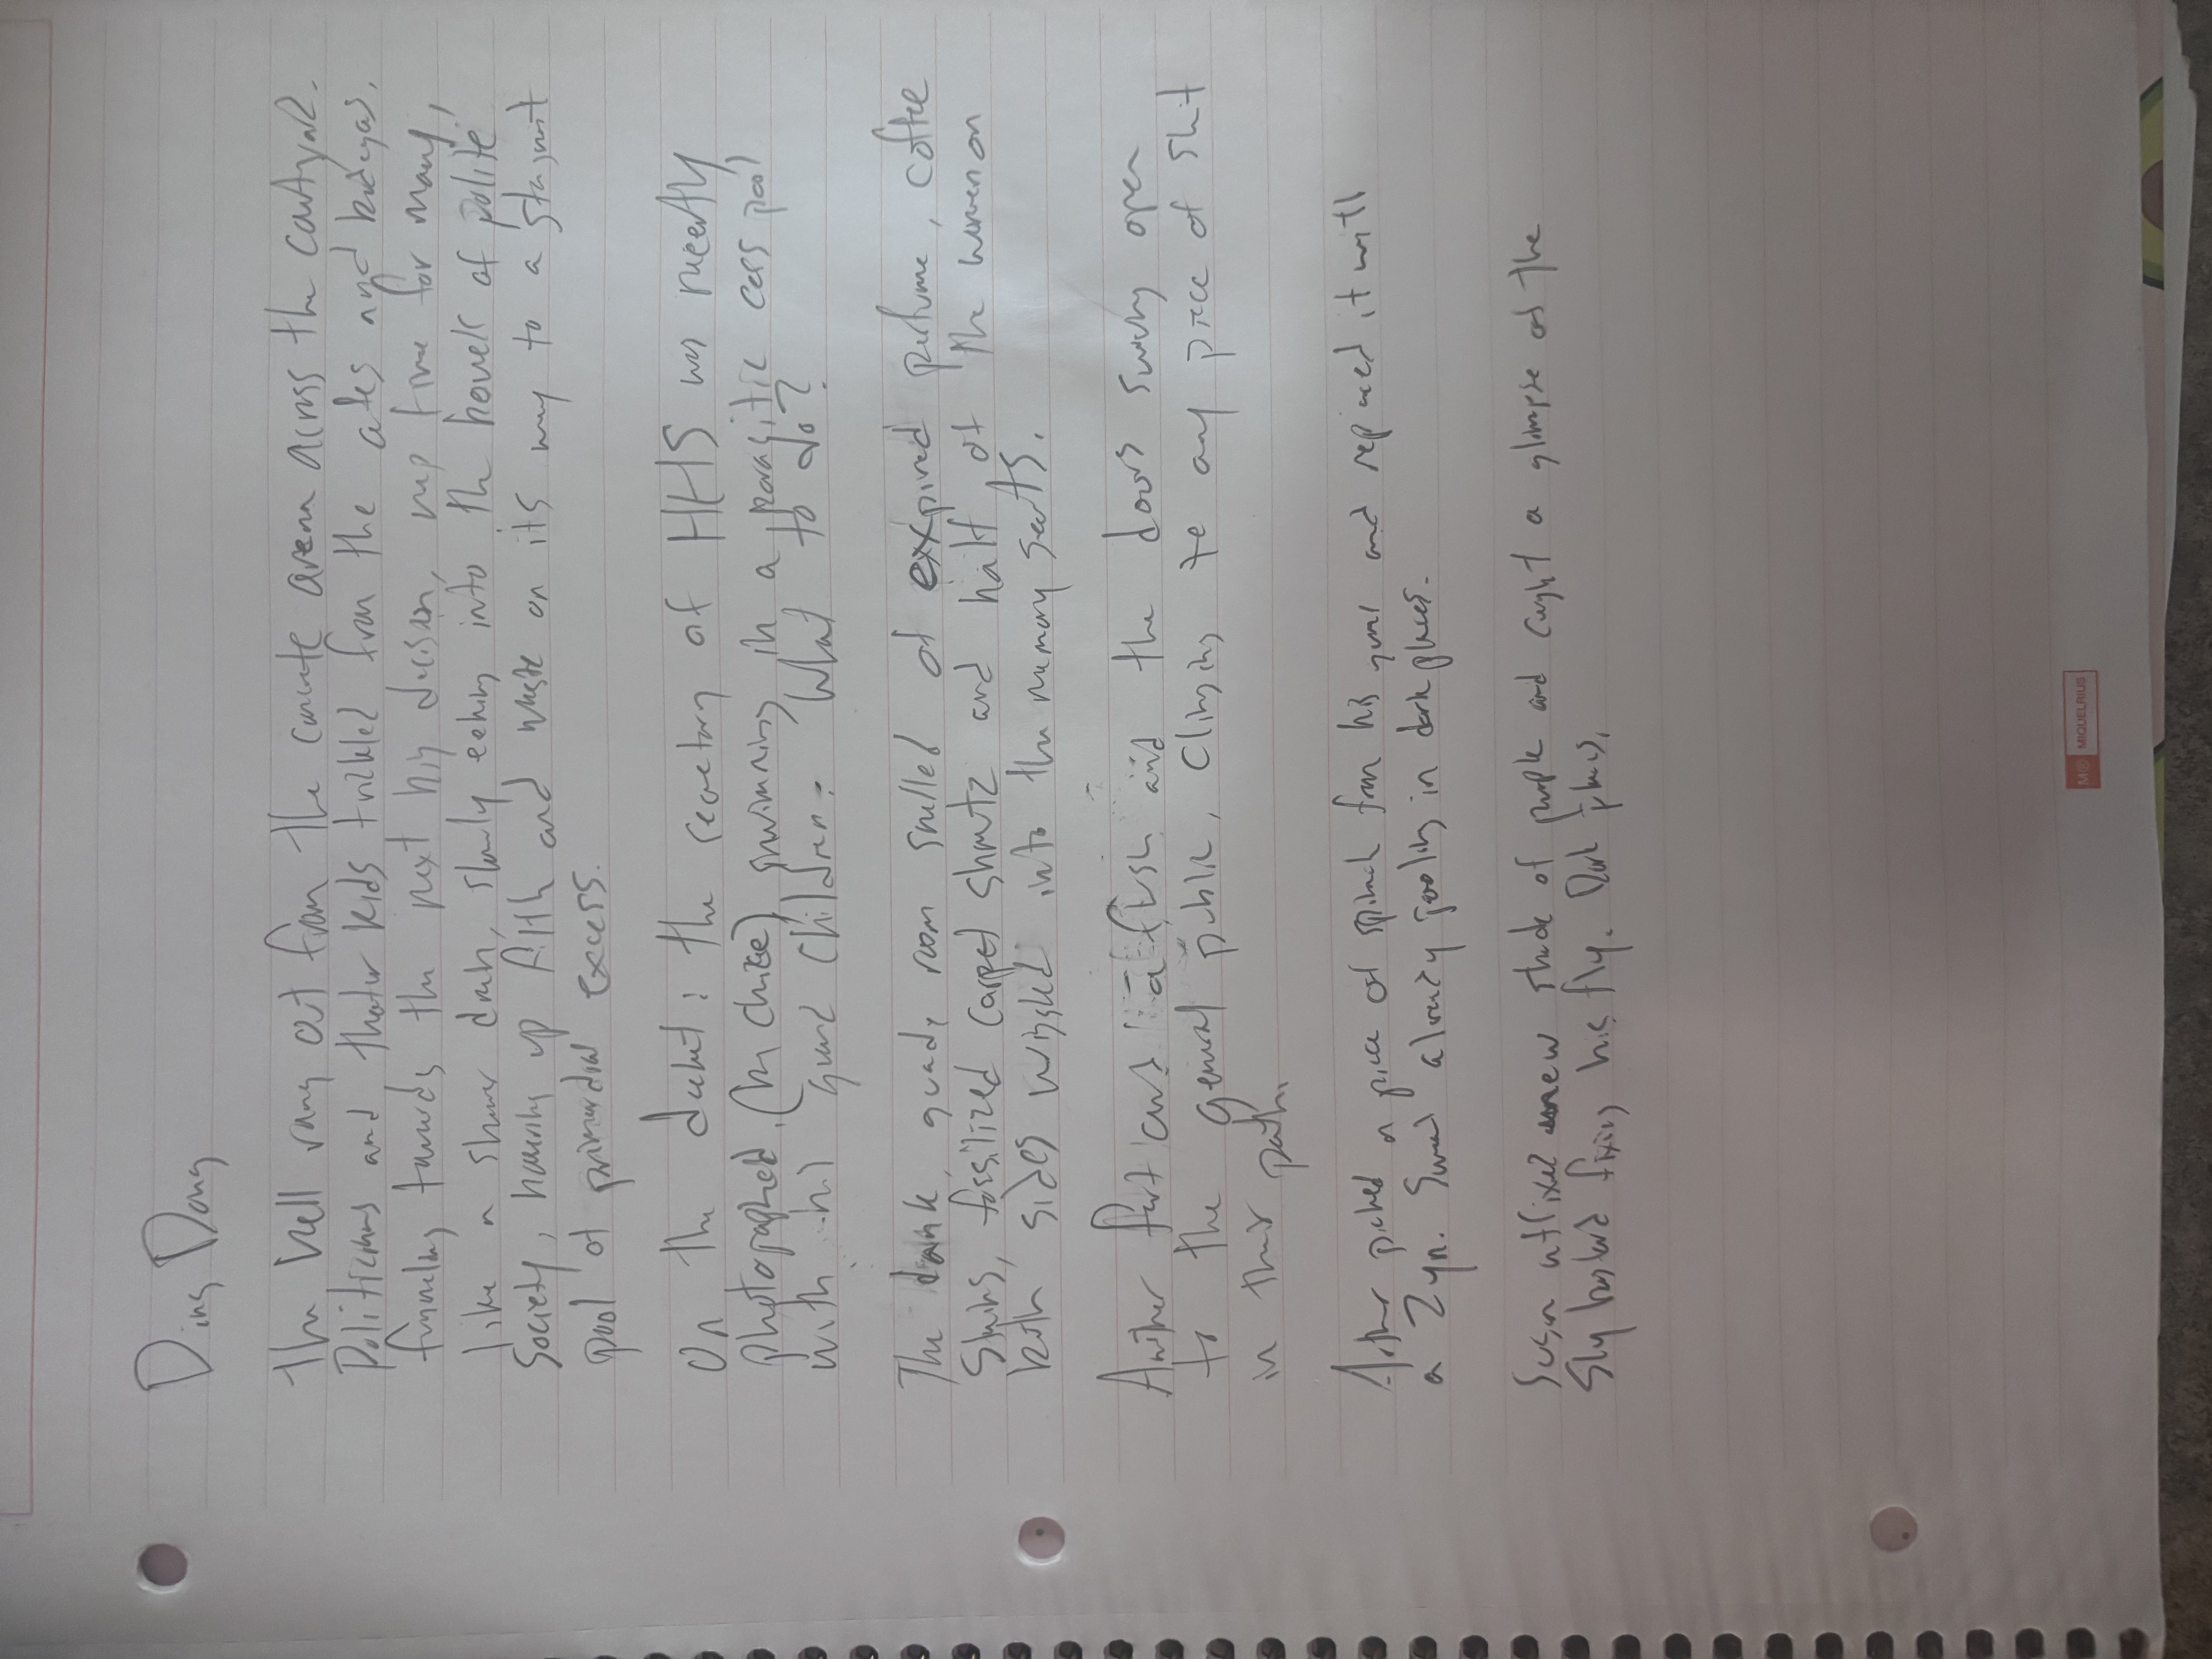 Ding Dong
The bell rang out from the concrete arena across the courtyard.
Politicians and theater kids trickled from the cafes and bodegas,
funneling towards the next big decision, nap time for many,
like a shower drain, slowly eeking into the bowels of polite
society, hoovering up filth and waste on its way to a stagnant
pool of primordial excess.
On the docket: the secretary of HHS was recently
photographed (by choice) swimming in a parasitic cess pool
with his grand children. What to do?
The dank, room smelled of expired perfume, coffee
stains, fossilized carpet and half of the women on
both sides wiggled into the memory seats.
Another fart and a flush and the doors swung open
to the general public, clinging to any piece of shit
in their path.
picked a piece of spinach from his gums and replaced it with
a Zyn. Sweat already pooling in dark places.
Susan affixed new shade of purple and caught a glimpse of the
sly bastard fixing his fly. Dark places.
M® MIQUELRIUS